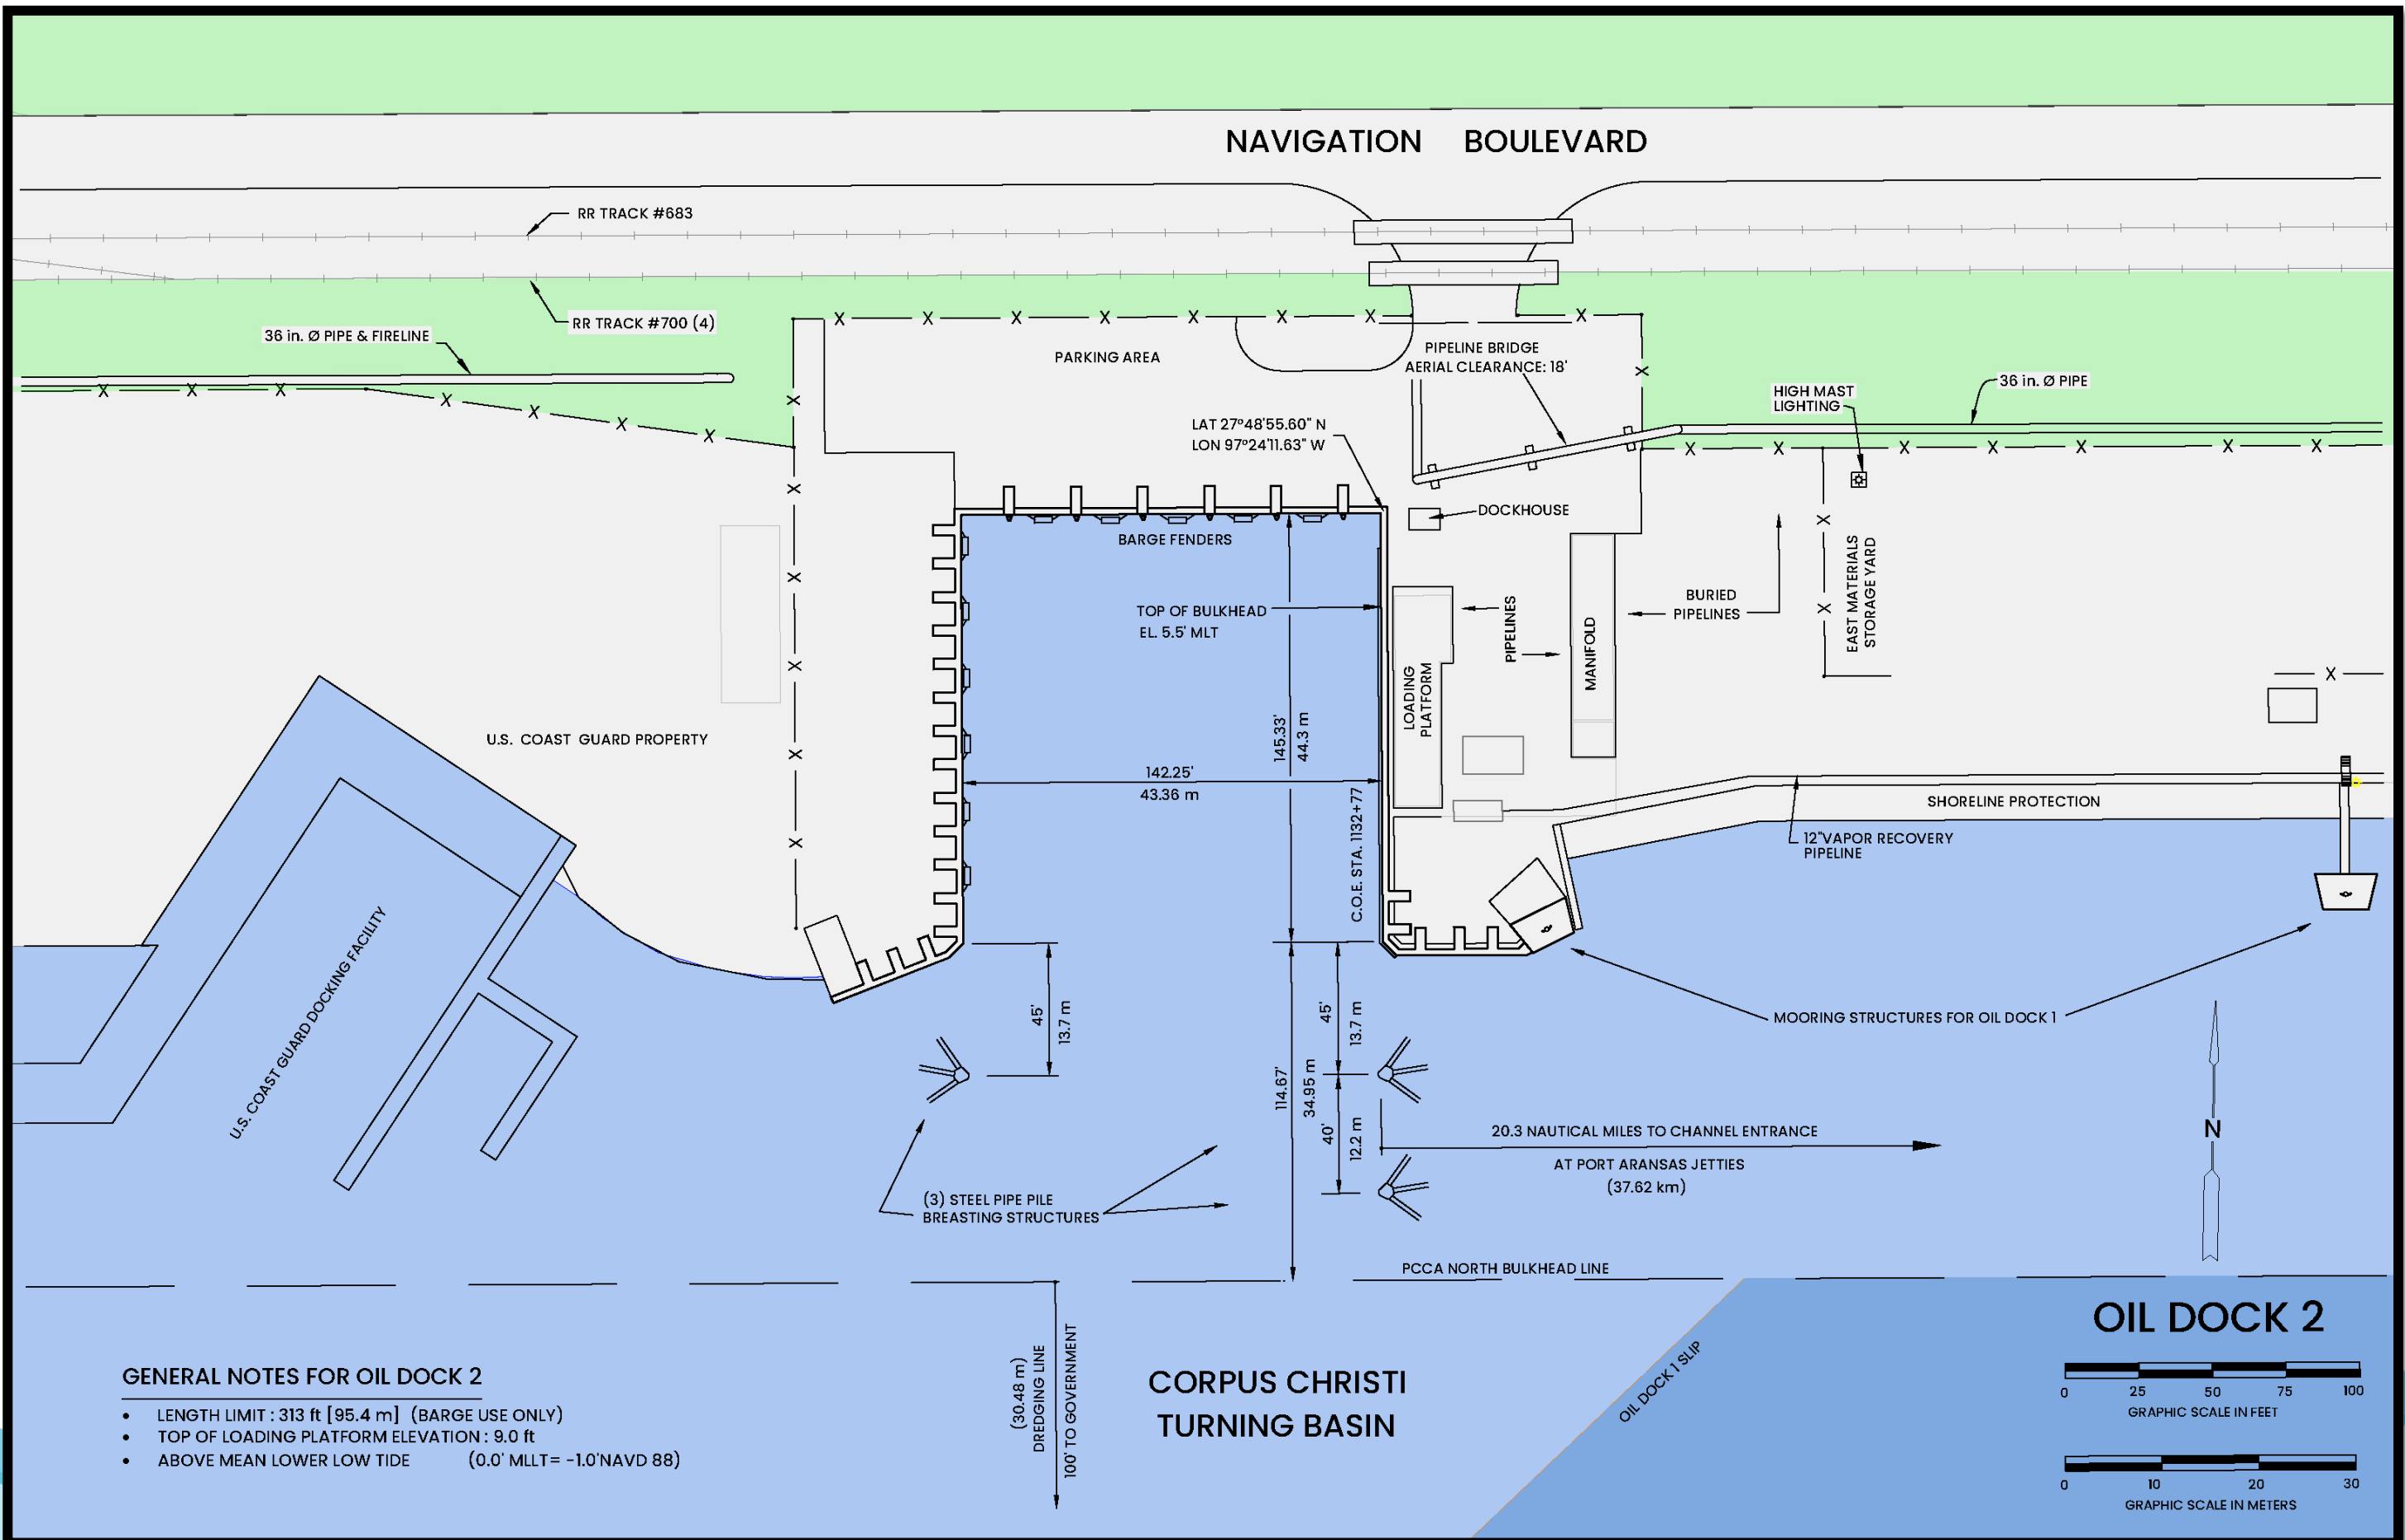 NAVIGATION BOULEVARD
RR TRACK #683
RR TRACK #700 (4)
36 in. Ø PIPE & FIRELINE
PARKING AREA
PIPELINE BRIDGE
AERIAL CLEARANCE: 18'
36 in. Ø PIPE
HIGH MAST
LIGHTING
LAT 27º48'55.60" N
LON 97º24'11.63" W
DOCKHOUSE
BARGE FENDERS
TOP OF BULKHEAD
EL. 5.5' MLT
PIPELINES
BURIED
PIPELINES
EAST MATERIALS
STORAGE YARD
MANIFOLD
LOADING
PLATFORM
U.S. COAST GUARD PROPERTY
145.33'
44.3 m
142.25'
43.36 m
C.O.E. STA. 1132+77
SHORELINE PROTECTION
12"VAPOR RECOVERY
PIPELINE
U.S. COAST GUARD DOCKING FACILITY
45'
13.7 m
45'
13.7 m
114.67'
34.95 m
40'
12.2 m
MOORING STRUCTURES FOR OIL DOCK 1
20.3 NAUTICAL MILES TO CHANNEL ENTRANCE
AT PORT ARANSAS JETTIES
(37.62 km)
(3) STEEL PIPE PILE
BREASTING STRUCTURES
N
PCCA NORTH BULKHEAD LINE
(30.48 m)
DREDGING LINE
100' TO GOVERNMENT
CORPUS CHRISTI
TURNING BASIN
OIL DOCK 1 SLIP
GENERAL NOTES FOR OIL DOCK 2
• LENGTH LIMIT : 313 ft [95.4 m] (BARGE USE ONLY)
• TOP OF LOADING PLATFORM ELEVATION : 9.0 ft
• ABOVE MEAN LOWER LOW TIDE (0.0' MLLT= -1.0'NAVD 88)
OIL DOCK 2
0 25 50 75 100
GRAPHIC SCALE IN FEET
0 10 20 30
GRAPHIC SCALE IN METERS